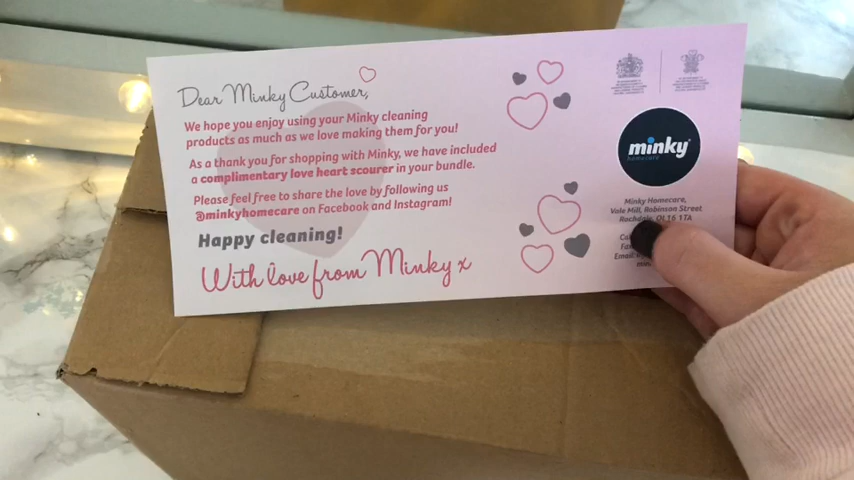 Dear Minky Customer,
We hope you enjoy using your Minky cleaning
products as much as we love making them for you!
As a thank you for shopping with Minky, we have included
a complimentary love heart scourer in your bundle.
Please feel free to share the love by following us
@minkyhomecare on Facebook and Instagram!
Happy cleaning!
With love from Minky x
minky
homecare
Minky Homecare,
Vale Mill, Robinson Street
Rochdale, OL16 1TA
Email: